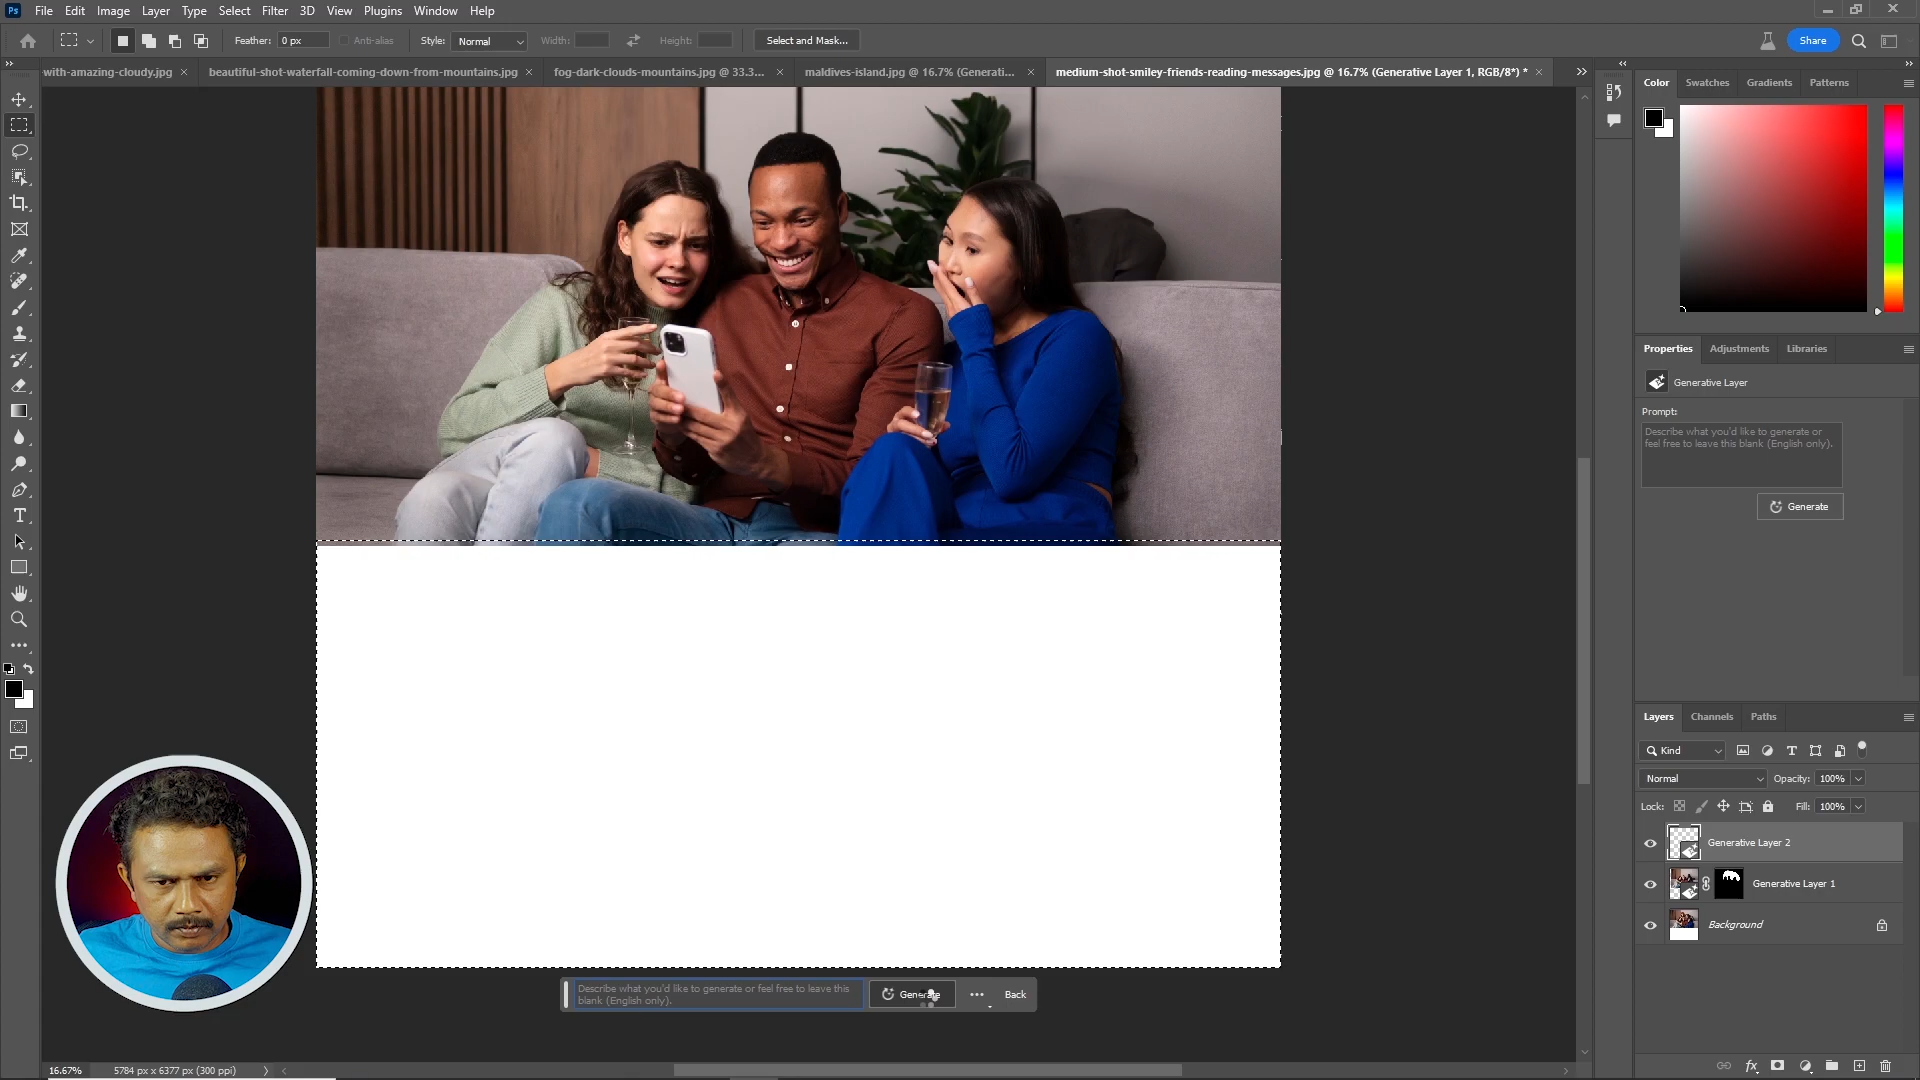 Ps File Edit Image Layer Type Select Filter 3D View Plugins Window Help
Feather: 0 px Anti-alias Style: Normal Width: Height: Select and Mask... Share
with-amazing-cloudy.jpg × beautiful-shot-waterfall-coming-down-from-mountains.jpg × fog-dark-clouds-mountains.jpg @ 33.3... × maldives-island.jpg @ 16.7% (Generati... × medium-shot-smiley-friends-reading-messages.jpg @ 16.7% (Generative Layer 1, RGB/8*) * ×
Color Swatches Gradients Patterns
Properties Adjustments Libraries
Generative Layer
Prompt:
Describe what you'd like to generate or
feel free to leave this blank (English only).
Generate
Layers Channels Paths
Kind
Normal Opacity: 100%
Lock: Fill: 100%
Generative Layer 2
Generative Layer 1
Background
Describe what you'd like to generate or feel free to leave this
blank (English only).
Generate ... Back
16.67% 5784 px x 6377 px (300 ppi)
fx